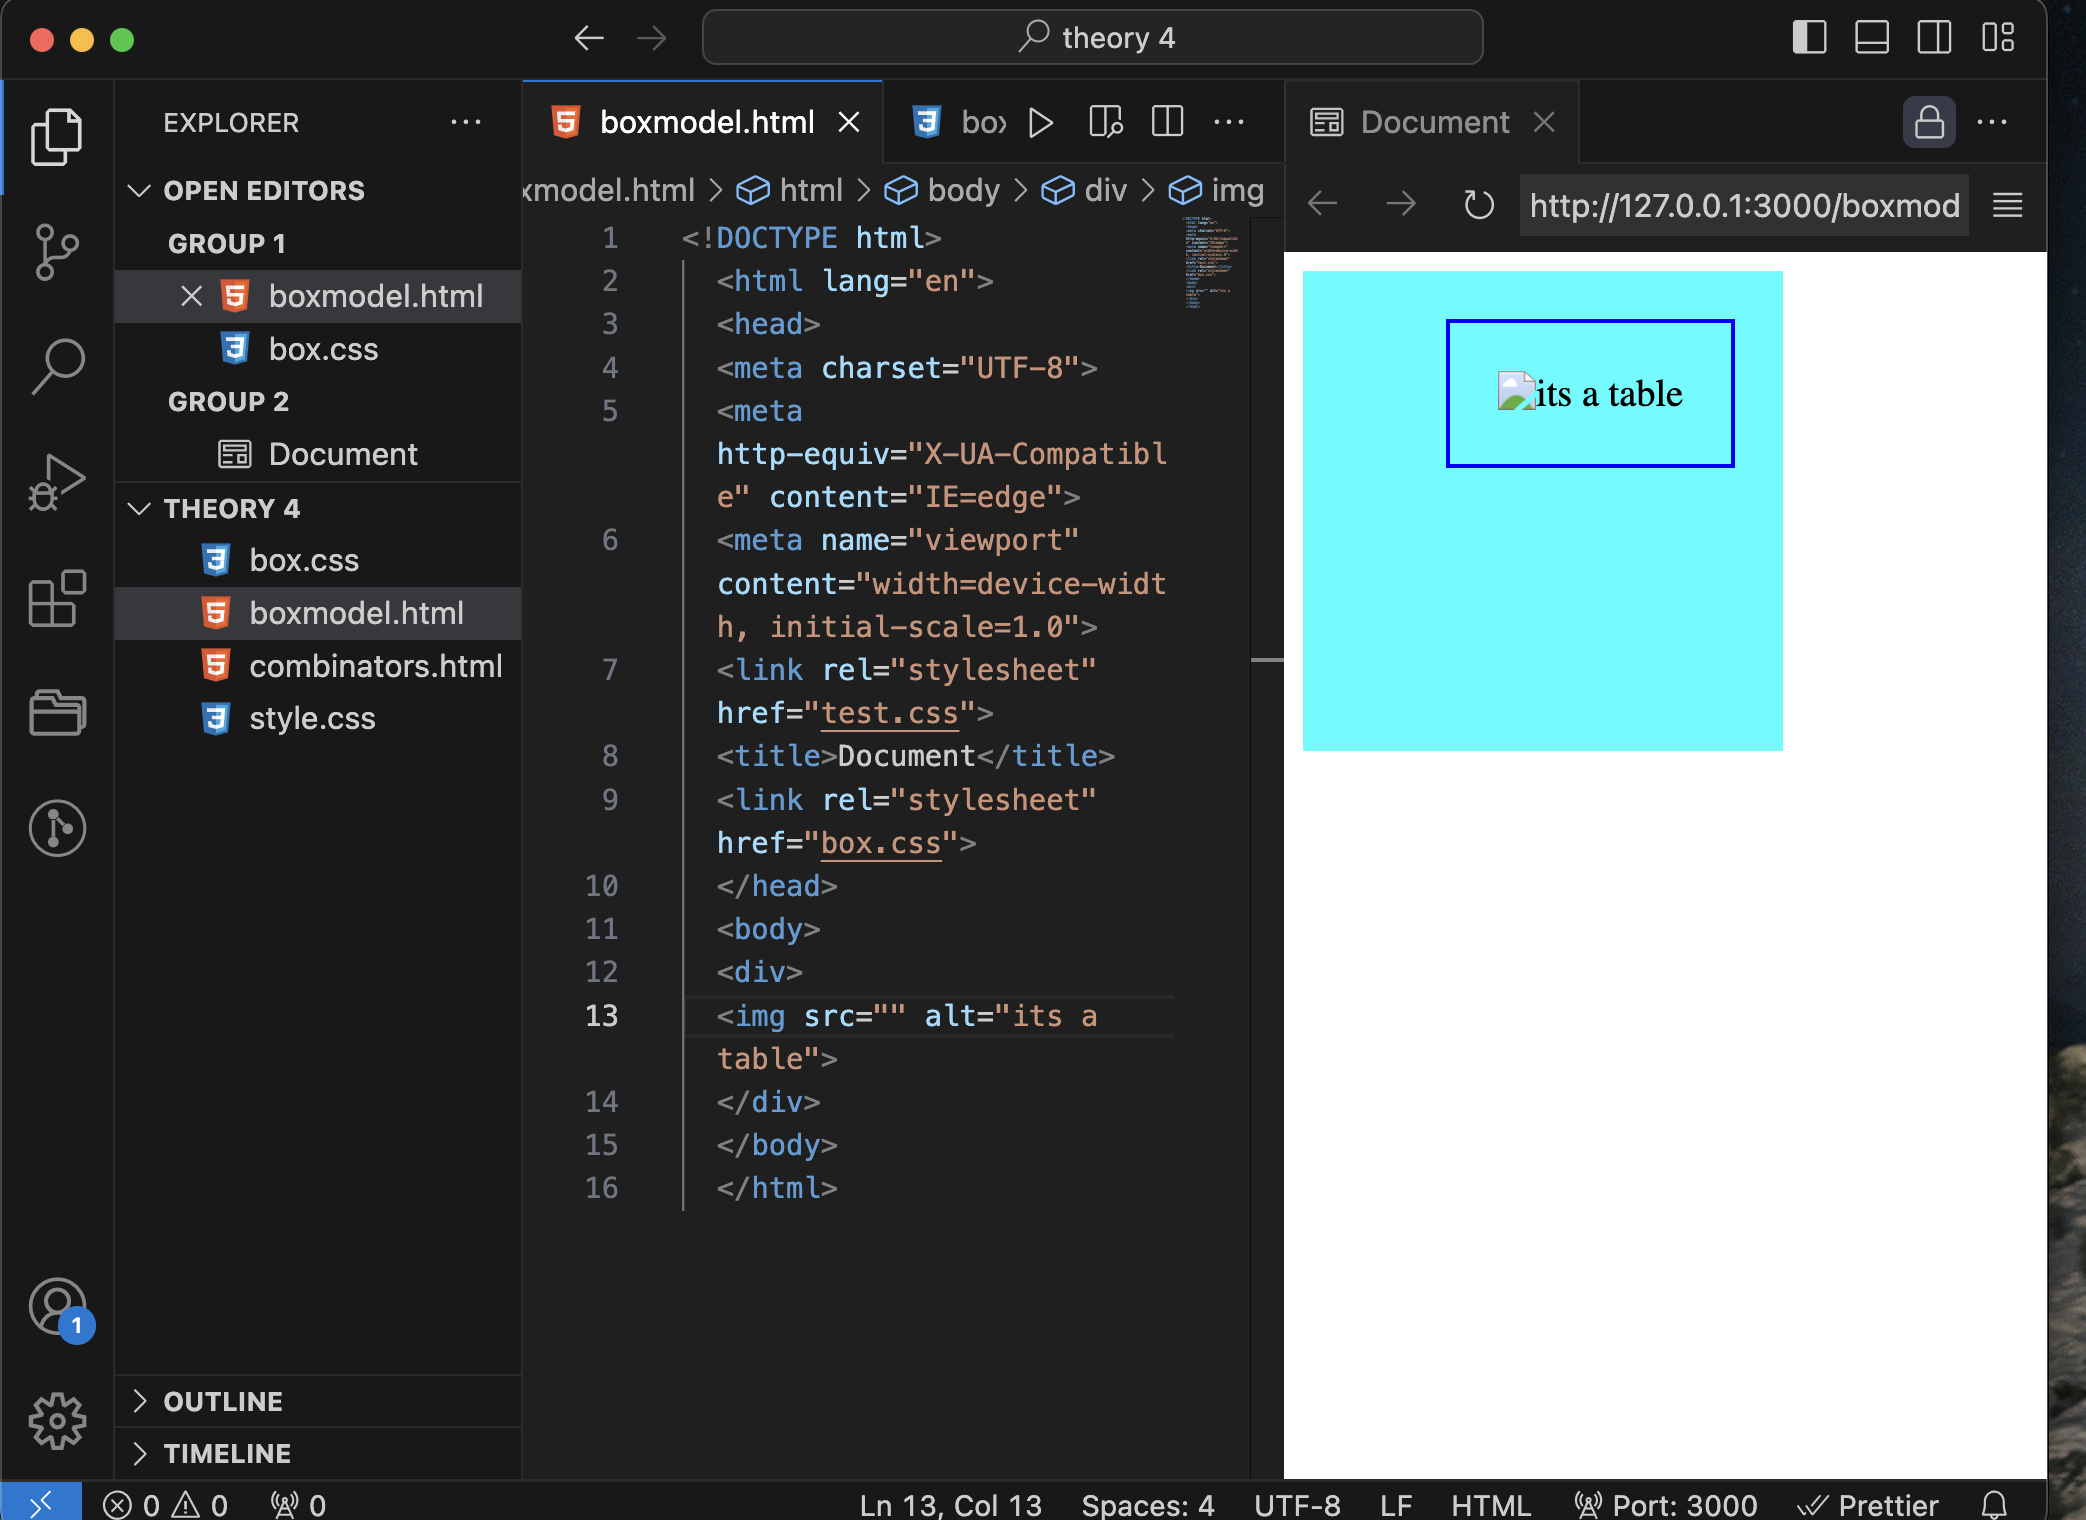 theory 4
EXPLORER
OPEN EDITORS
GROUP 1
boxmodel.html
box.css
GROUP 2
Document
THEORY 4
box.css
boxmodel.html
combinators.html
style.css
OUTLINE
TIMELINE
1
boxmodel.html
box
xmodel.html > html > body > div > img
1 <!DOCTYPE html>
2 <html lang="en">
3 <head>
4 <meta charset="UTF-8">
5 <meta
http-equiv="X-UA-Compatibl
e" content="IE=edge">
6 <meta name="viewport"
content="width=device-widt
h, initial-scale=1.0">
7 <link rel="stylesheet"
href="test.css">
8 <title>Document</title>
9 <link rel="stylesheet"
href="box.css">
10 </head>
11 <body>
12 <div>
13 <img src="" alt="its a
table">
14 </div>
15 </body>
16 </html>
Document
http://127.0.0.1:3000/boxmod
its a table
0 0 0 Ln 13, Col 13 Spaces: 4 UTF-8 LF HTML Port: 3000 Prettier